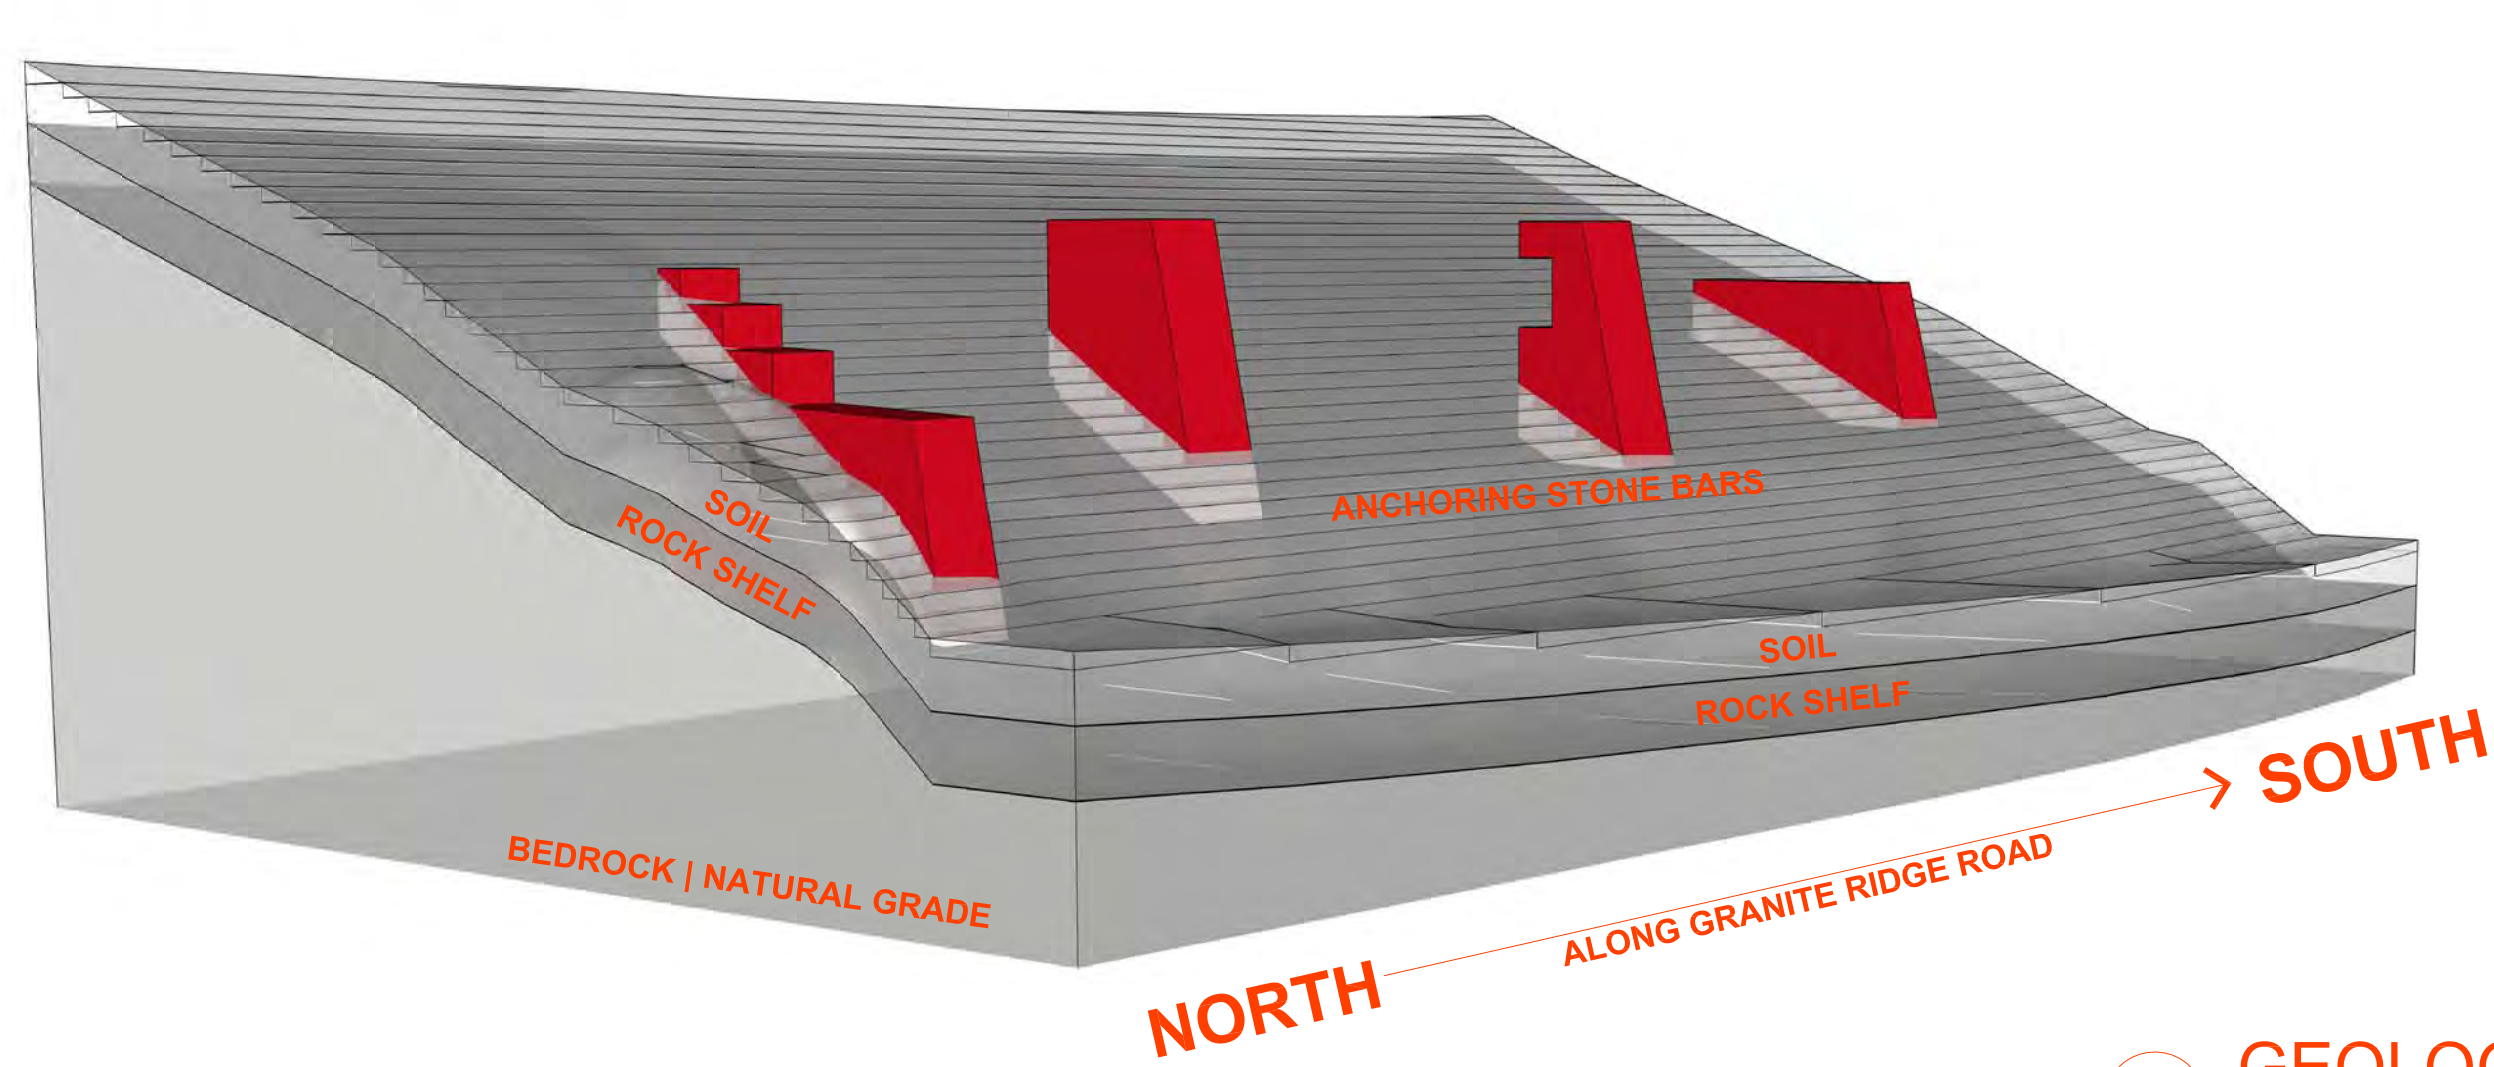 ANCHORING STONE BARS
SOIL
ROCK SHELF
SOIL
ROCK SHELF
BEDROCK | NATURAL GRADE
SOUTH
ALONG GRANITE RIDGE ROAD
NORTH